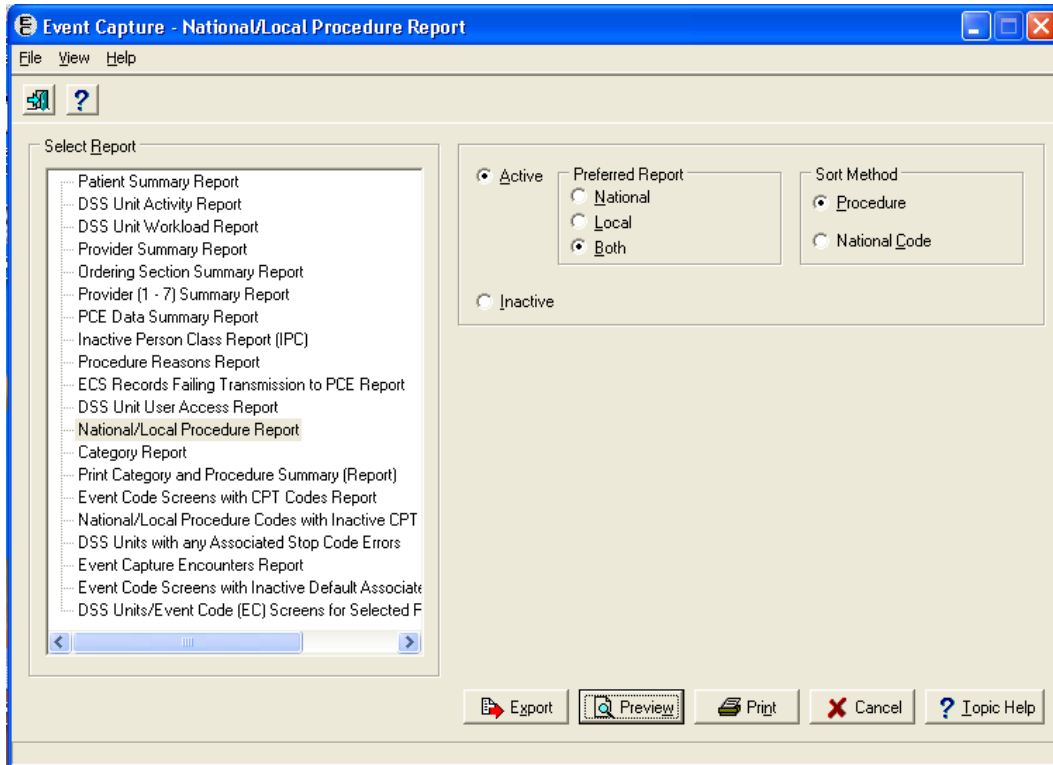 Event Capture - National/Local Procedure Report
File View Help
Select Report
Patient Summary Report
DSS Unit Activity Report
DSS Unit Workload Report
Provider Summary Report
Ordering Section Summary Report
Provider (1 - 7) Summary Report
PCE Data Summary Report
Inactive Person Class Report (IPC)
Procedure Reasons Report
ECS Records Failing Transmission to PCE Report
DSS Unit User Access Report
National/Local Procedure Report
Category Report
Print Category and Procedure Summary (Report)
Event Code Screens with CPT Codes Report
National/Local Procedure Codes with Inactive CPT
DSS Units with any Associated Stop Code Errors
Event Capture Encounters Report
Event Code Screens with Inactive Default Associate
DSS Units/Event Code (EC) Screens for Selected F
Active
Preferred Report
National
Local
Both
Sort Method
Procedure
National Code
Inactive
Export Preview Print Cancel ? Topic Help